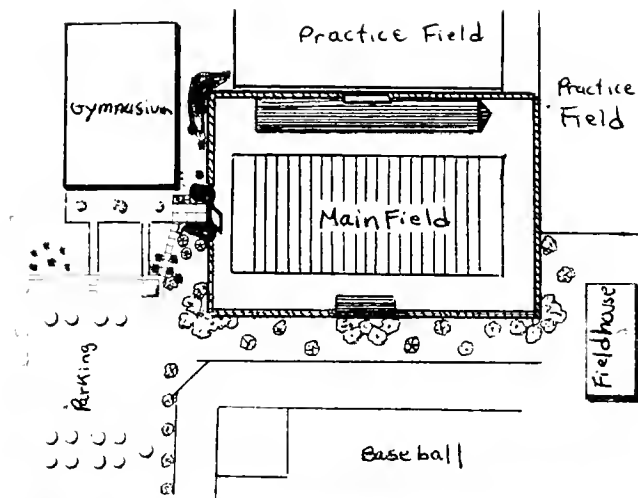 Practice Field
Gymnasium
Practice
Field
Main Field
Fieldhouse
Parking
Baseball